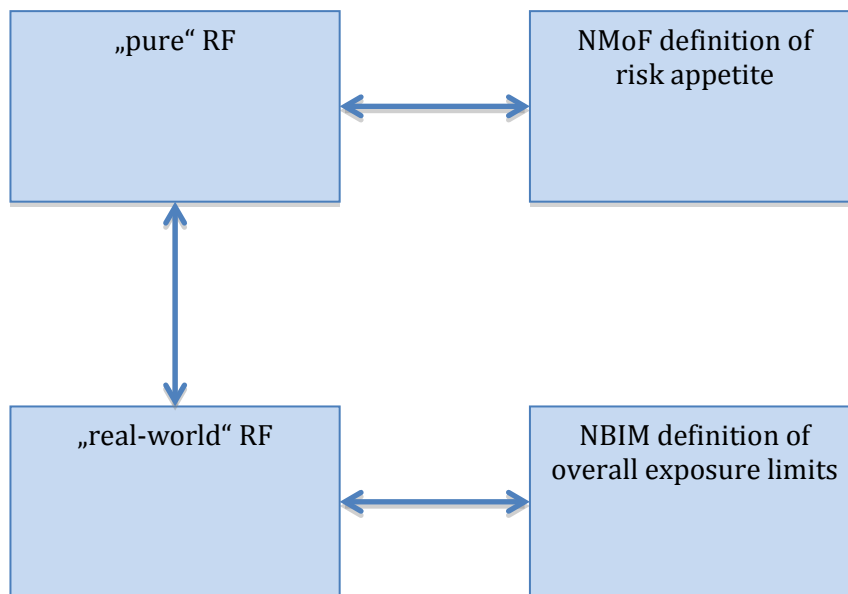 „pure“ RF
NMoF definition of
risk appetite
„real-world“ RF
NBIM definition of
overall exposure limits